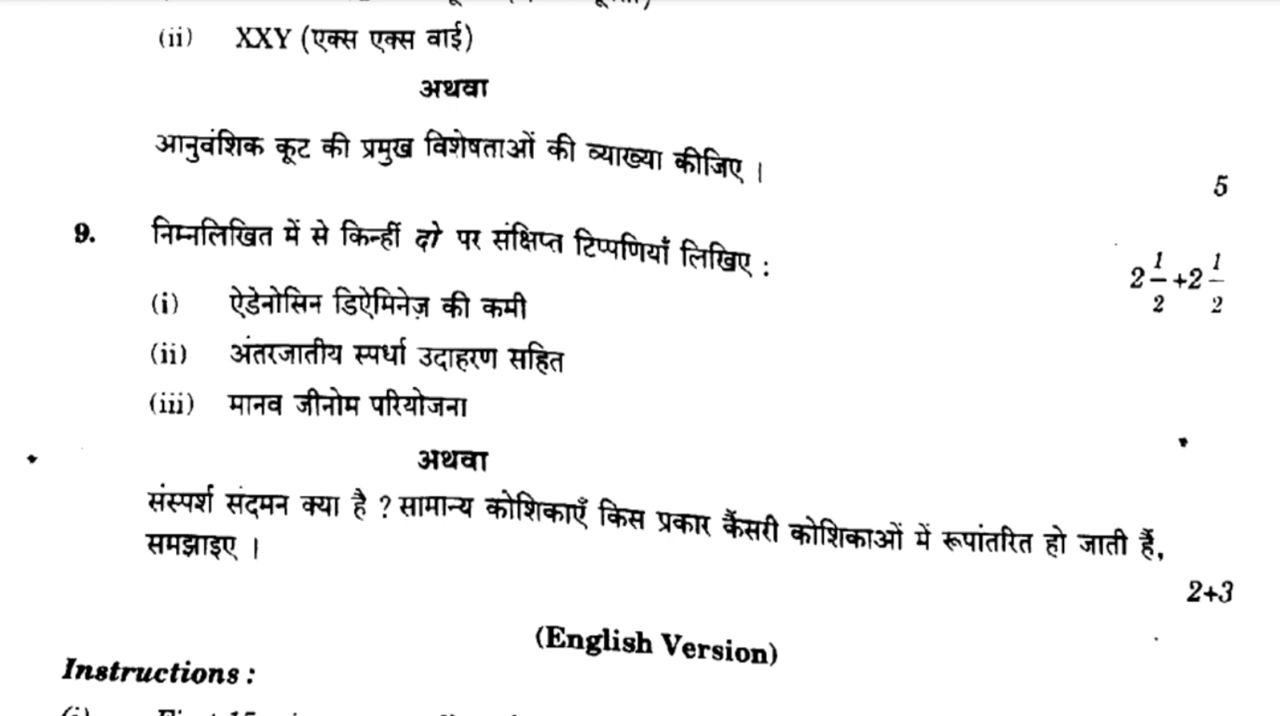 (ii) XXY (एक्स एक्स वाई)
अथवा
आनुवंशिक कूट की प्रमुख विशेषताओं की व्याख्या कीजिए । 5
9. निम्नलिखित में से किन्हीं दो पर संक्षिप्त टिप्पणियाँ लिखिए : 2 1/2 +2 1/2
(i) ऐडेनोसिन डिऐमिनेज़ की कमी
(ii) अंतरजातीय स्पर्धा उदाहरण सहित
(iii) मानव जीनोम परियोजना
अथवा
संस्पर्श संदमन क्या है ? सामान्य कोशिकाएँ किस प्रकार कैंसरी कोशिकाओं में रूपांतरित हो जाती हैं,
समझाइए । 2+3
(English Version)
Instructions :
(i) First 15